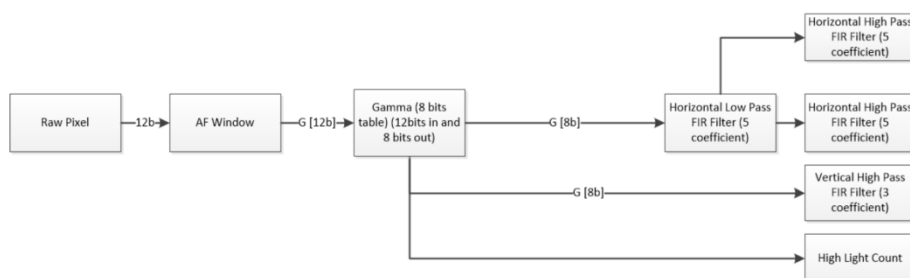 Horizontal High Pass
FIR Filter (5
coefficient)
Raw Pixel
12b
AF Window
G [12b]
Gamma (8 bits
table) (12bits in and
8 bits out)
G [8b]
Horizontal Low Pass
FIR Filter (5
coefficient)
Horizontal High Pass
FIR Filter (5
coefficient)
G [8b]
Vertical High Pass
FIR Filter (3
coefficient)
High Light Count